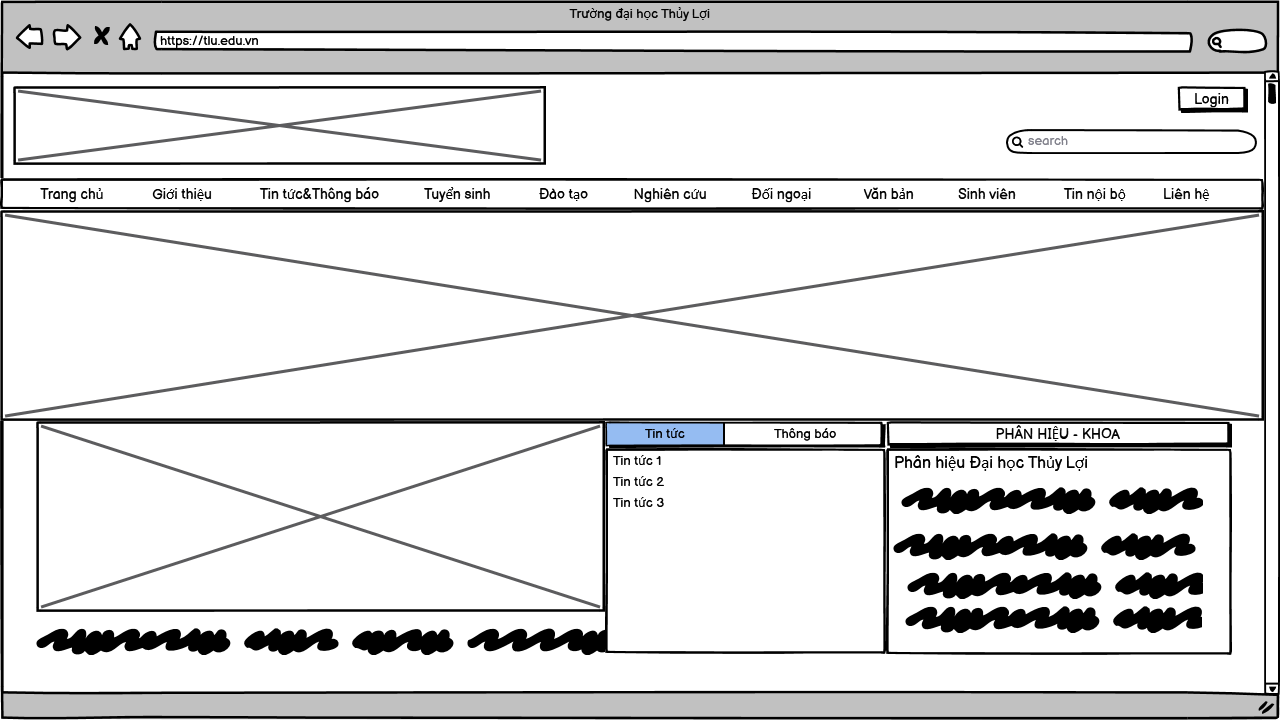 Trường đại học Thủy Lợi
https://tlu.edu.vn
Login
search
Trang chủ Giới thiệu Tin tức&Thông báo Tuyển sinh Đào tạo Nghiên cứu Đối ngoại Văn bản Sinh viên Tin nội bộ Liên hệ
Tin tức Thông báo
Tin tức 1
Tin tức 2
Tin tức 3
PHÂN HIỆU - KHOA
Phân hiệu Đại học Thủy Lợi